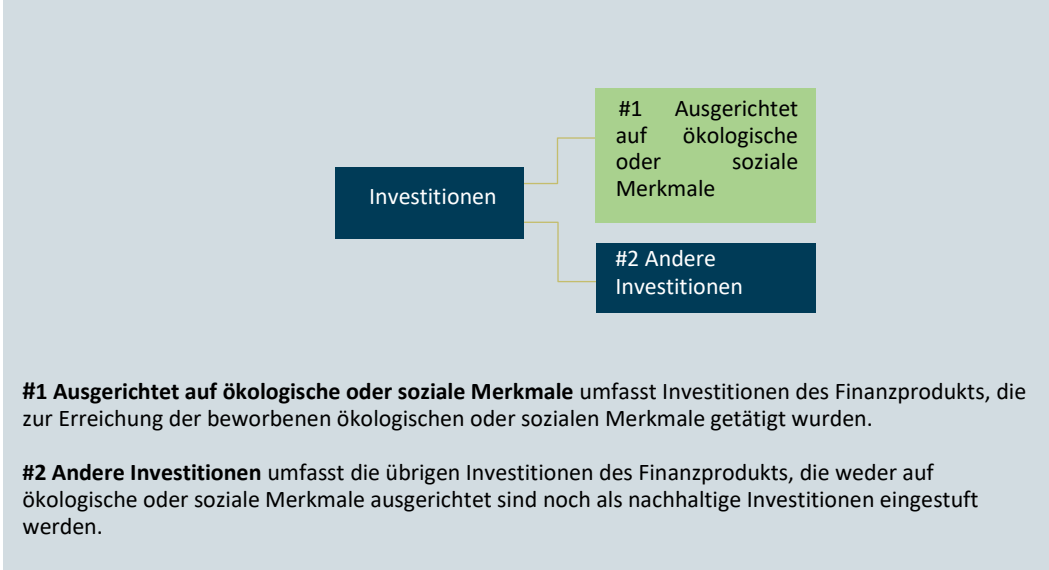 #1 Ausgerichtet
auf ökologische
oder soziale
Merkmale
Investitionen
#2 Andere
Investitionen
#1 Ausgerichtet auf ökologische oder soziale Merkmale umfasst Investitionen des Finanzprodukts, die
zur Erreichung der beworbenen ökologischen oder sozialen Merkmale getätigt wurden.
#2 Andere Investitionen umfasst die übrigen Investitionen des Finanzprodukts, die weder auf
ökologische oder soziale Merkmale ausgerichtet sind noch als nachhaltige Investitionen eingestuft
werden.